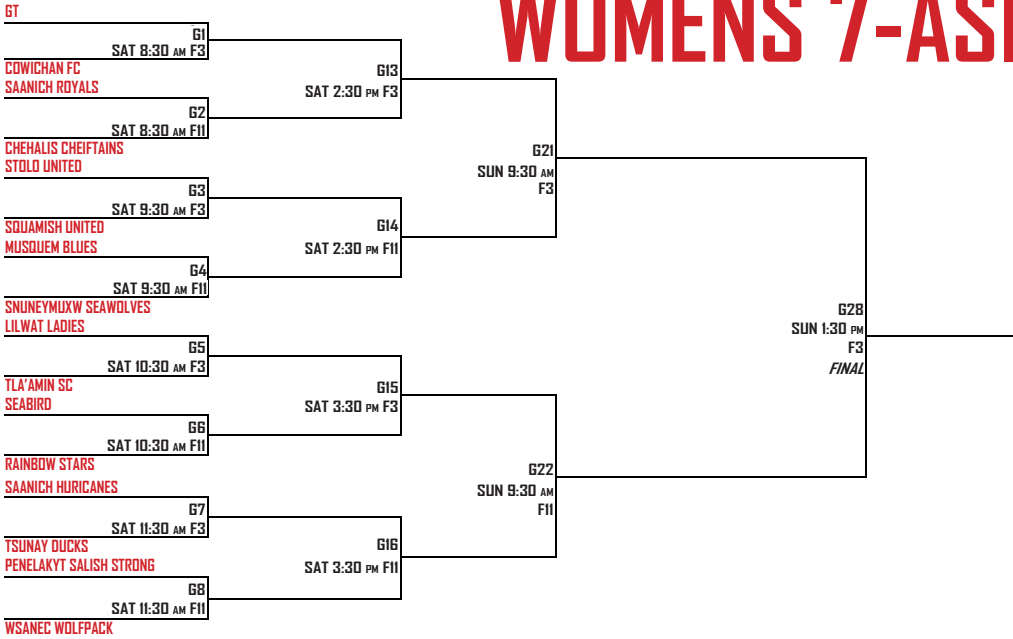 WOMENS 7-ASI
GT
G1
SAT 8:30 AM F3
COWICHAN FC
SAANICH ROYALS
G2
SAT 8:30 AM F11
CHEHALIS CHEIFTAINS
STOLO UNITED
G3
SAT 9:30 AM F3
SQUAMISH UNITED
MUSQUEM BLUES
G4
SAT 9:30 AM F11
SNUNEYMUXW SEAWOLVES
LILWAT LADIES
G5
SAT 10:30 AM F3
TLA'AMIN SC
SEABIRD
G6
SAT 10:30 AM F11
RAINBOW STARS
SAANICH HURICANES
G7
SAT 11:30 AM F3
TSUNAY DUCKS
PENELAKYT SALISH STRONG
G8
SAT 11:30 AM F11
WSANEC WOLFPACK
G13
SAT 2:30 PM F3
G14
SAT 2:30 PM F11
G15
SAT 3:30 PM F3
G16
SAT 3:30 PM F11
G21
SUN 9:30 AM
F3
G22
SUN 9:30 AM
F11
G28
SUN 1:30 PM
F3
FINAL